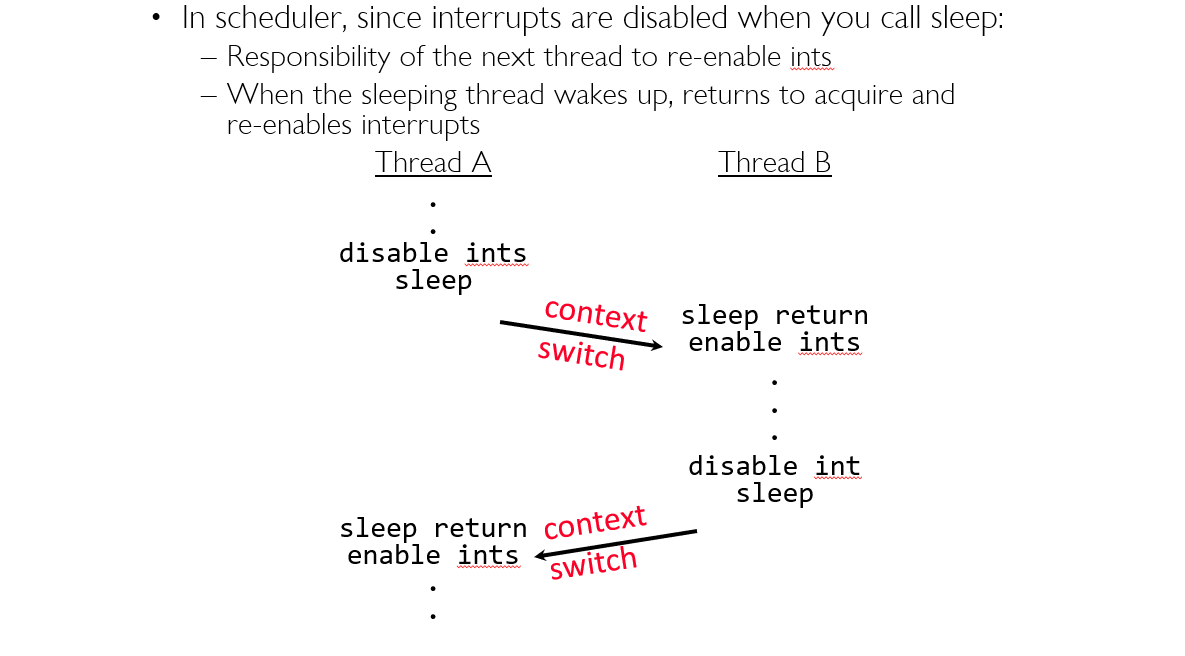 • In scheduler, since interrupts are disabled when you call sleep:
– Responsibility of the next thread to re-enable ints
– When the sleeping thread wakes up, returns to acquire and
re-enables interrupts
Thread A
Thread B
.
.
disable ints
sleep
context
switch
sleep return
enable ints
.
.
.
disable int
sleep
context
switch
sleep return
enable ints
.
.